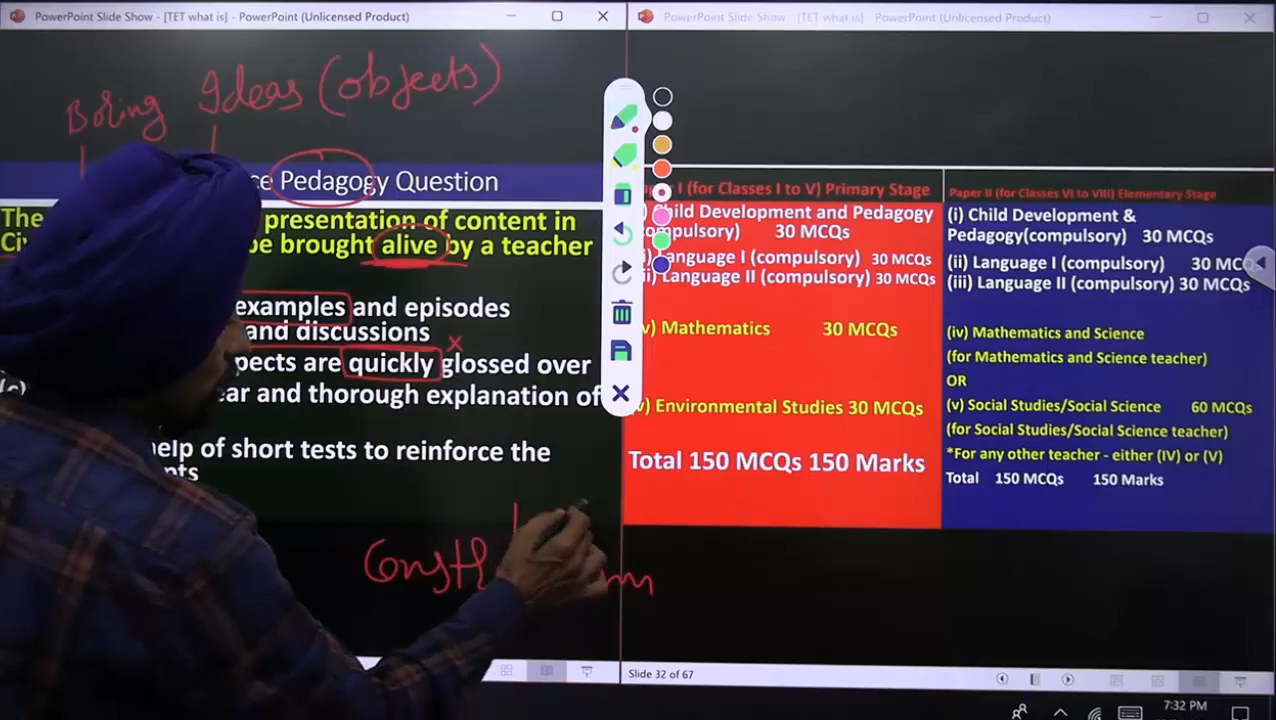 PowerPoint Slide Show - [TET what is] - PowerPoint (Unlicensed Product)
Boring Ideas (objects)
Pedagogy Question
The presentation of content in
Ci be brought alive by a teacher
examples and episodes
and discussions
x
pects are quickly glossed over
(c) ear and thorough explanation of
help of short tests to reinforce the
nts
PowerPoint Slide Show - [TET what is] - PowerPoint (Unlicensed Product)
Paper I (for Classes I to V) Primary Stage
) Child Development and Pedagogy
ompulsory) 30 MCQs
) Language I (compulsory) 30 MCQs
ii) Language II (compulsory) 30 MCQs
v) Mathematics 30 MCQs
v) Environmental Studies 30 MCQs
Total 150 MCQs 150 Marks
Paper II (for Classes VI to VIII) Elementary Stage
(i) Child Development &
Pedagogy(compulsory) 30 MCQs
(ii) Language I (compulsory) 30 MCQ
(iii) Language II (compulsory) 30 MCQs
(iv) Mathematics and Science
(for Mathematics and Science teacher)
OR
(v) Social Studies/Social Science 60 MCQs
(for Social Studies/Social Science teacher)
*For any other teacher - either (IV) or (V)
Total 150 MCQs 150 Marks
Slide 32 of 67
7:32 PM